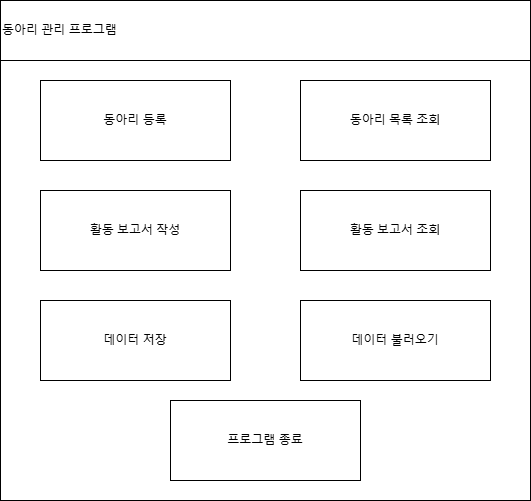 동아리 관리 프로그램
동아리 등록
동아리 목록 조회
활동 보고서 작성
활동 보고서 조회
데이터 저장
데이터 불러오기
프로그램 종료